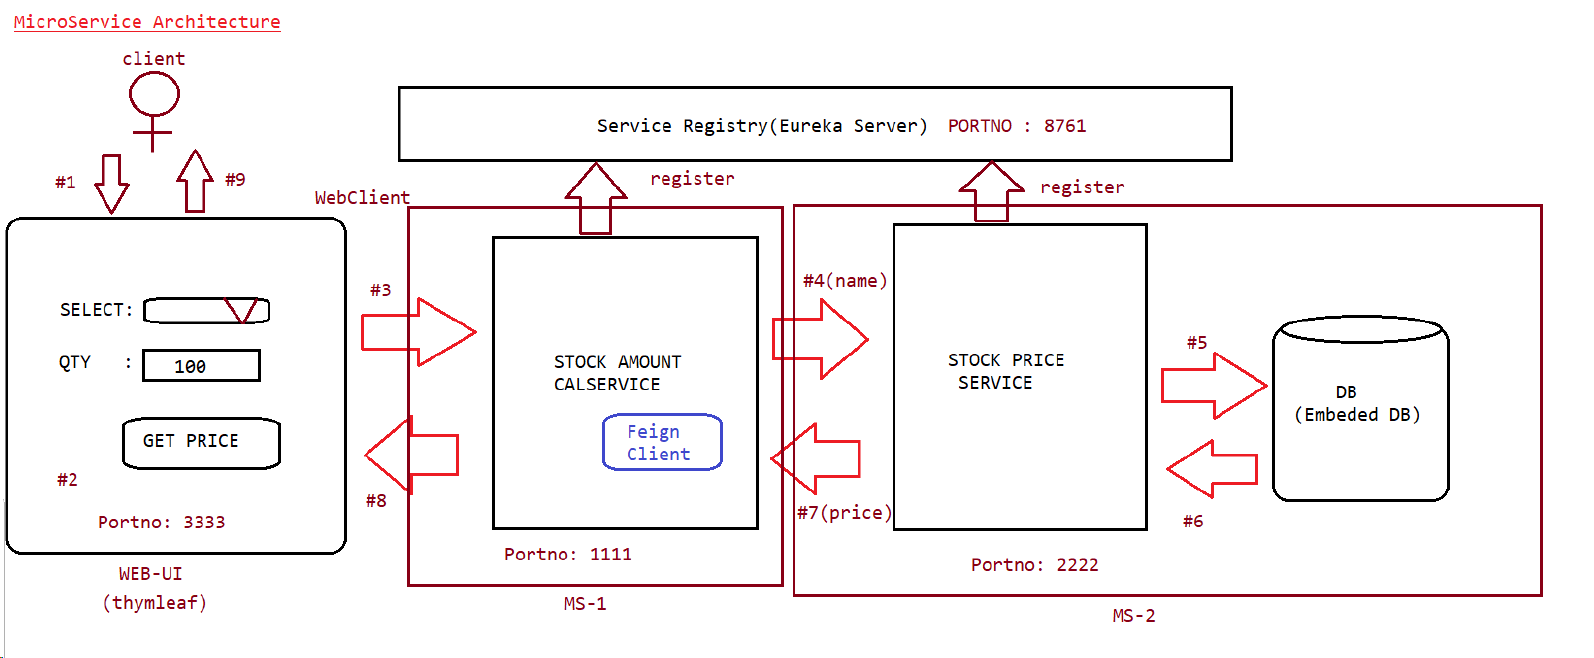 MicroService Architecture
client
#1
#9
Service Registry(Eureka Server) PORTNO : 8761
register
register
WebClient
SELECT:
QTY   :
100
GET PRICE
#2
Portno: 3333
WEB-UI
(thymleaf)
#3
#8
STOCK AMOUNT
CALSERVICE
Feign
Client
Portno: 1111
MS-1
#4(name)
#7(price)
STOCK PRICE
SERVICE
Portno: 2222
#5
#6
DB
(Embeded DB)
MS-2